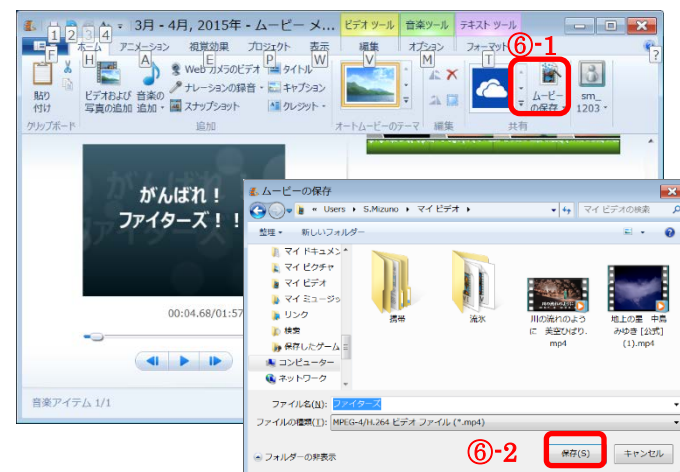 3月 - 4月, 2015年 - ムービー メ...
ビデオ ツール
音楽ツール
テキスト ツール
1 2 3 4
F
ホーム
アニメーション
視覚効果
プロジェクト
表示
編集
オプション
フォーマット
H A E P W V M T
?
⑥-1
貼り付け
ビデオおよび写真の追加
音楽の追加
Web カメラのビデオ
ナレーションの録音
スナップショット
タイトル
キャプション
クレジット
ムービーの保存
sm_1203
クリップボード
追加
オートムービーのテーマ
編集
共有
がんばれ!
ファイターズ!!
00:04.68/01:57
音楽アイテム 1/1
ムービーの保存
« Users ▸ S.Mizuno ▸ マイ ビデオ ▸
マイ ビデオの検索
整理
新しいフォルダー
マイ ドキュメン
マイ ピクチャ
マイ ビデオ
マイ ミュージッ
リンク
検索
保存したゲーム
コンピューター
ネットワーク
携帯
流氷
川の流れのように 美空ひばり.mp4
地上の星 中島みゆき [公式] (1).mp4
ファイル名(N): ファイターズ
ファイルの種類(T): MPEG-4/H.264 ビデオ ファイル (*.mp4)
⑥-2
フォルダーの非表示
保存(S)
キャンセル